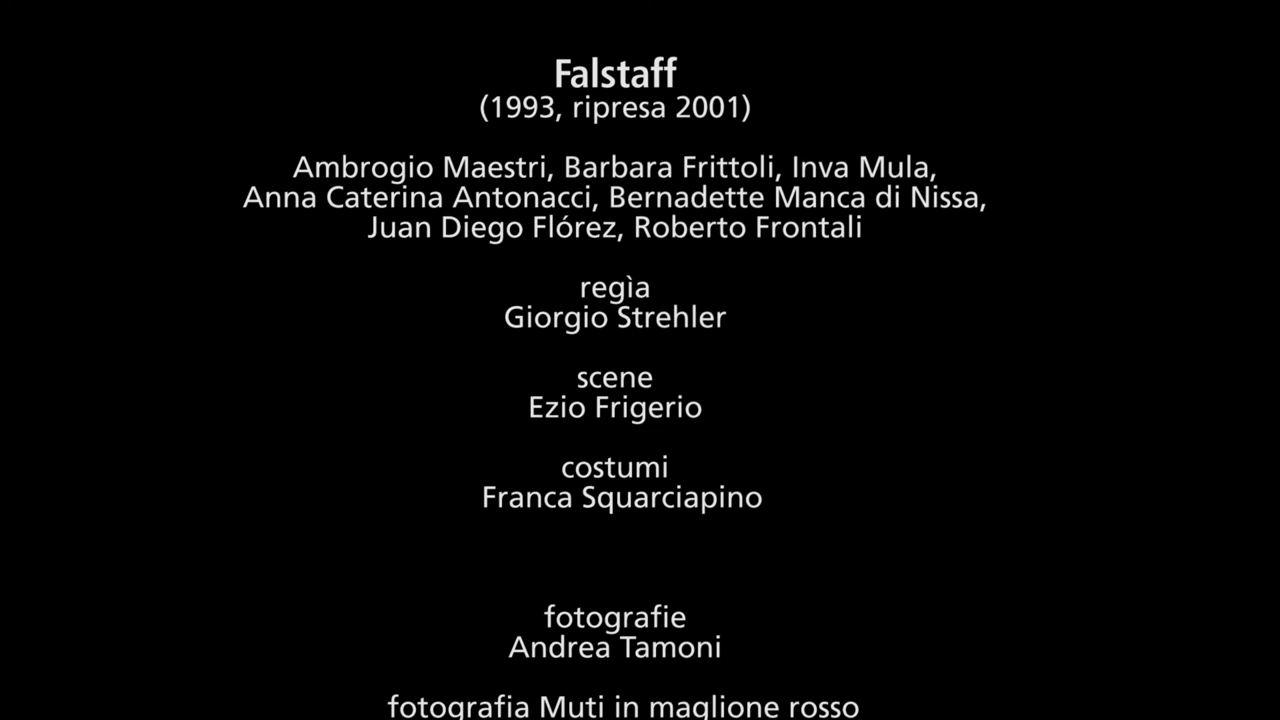 Falstaff
(1993, ripresa 2001)
Ambrogio Maestri, Barbara Frittoli, Inva Mula,
Anna Caterina Antonacci, Bernadette Manca di Nissa,
Juan Diego Flórez, Roberto Frontali
regìa
Giorgio Strehler
scene
Ezio Frigerio
costumi
Franca Squarciapino
fotografie
Andrea Tamoni
fotografia Muti in maglione rosso